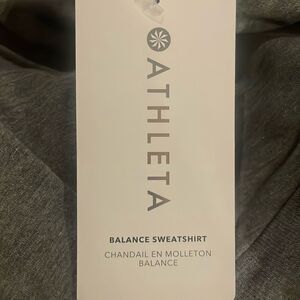 ATHLETA
BALANCE SWEATSHIRT
CHANDAIL EN MOLLETON
BALANCE